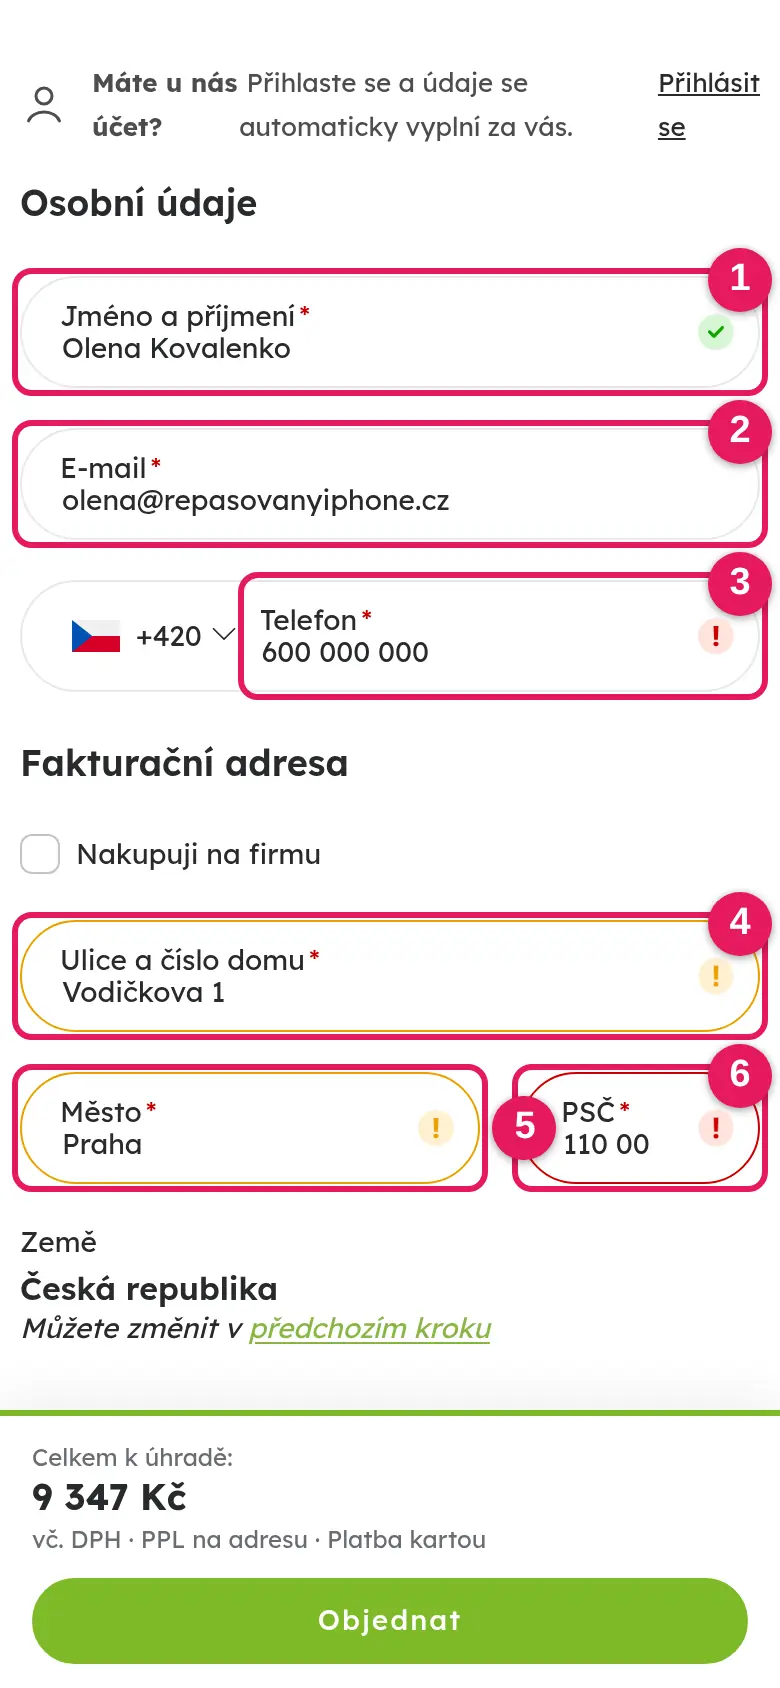 Máte u nás Přihlaste se a údaje se Přihlásit
účet? automaticky vyplní za vás. se
Osobní údaje
1
Jméno a příjmení*
Olena Kovalenko
2
E-mail*
olena@repasovanyiphone.cz
3
+420
Telefon*
600 000 000
!
Fakturační adresa
Nakupuji na firmu
4
Ulice a číslo domu*
Vodičkova 1
!
Město*
Praha
!
5
6
PSČ*
110 00
!
Země
Česká republika
Můžete změnit v předchozím kroku
Celkem k úhradě:
9 347 Kč
vč. DPH · PPL na adresu · Platba kartou
Objednat